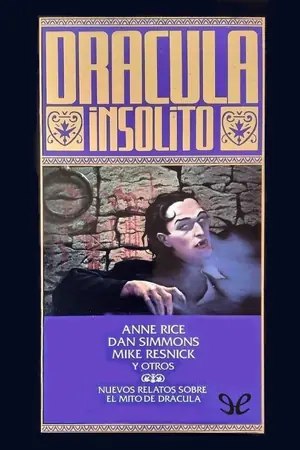 DRACULA
iNSOLiTO
ANNE RICE
DAN SIMMONS
MIKE RESNICK
Y OTROS
NUEVOS RELATOS SOBRE
EL MITO DE DRACULA